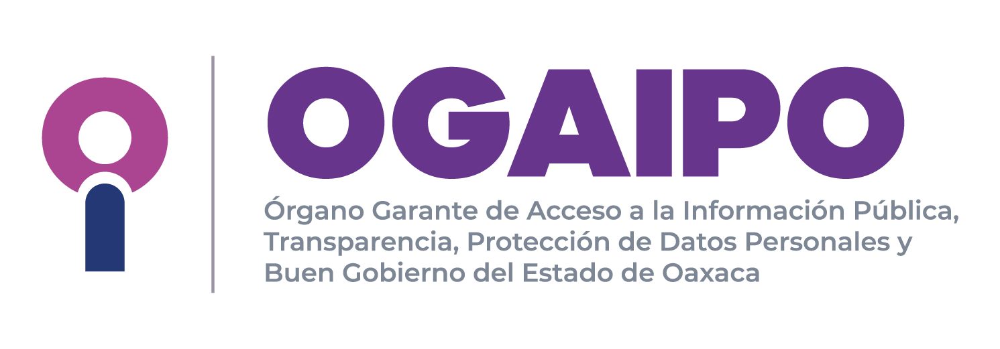 OGAIPO
Órgano Garante de Acceso a la Información Pública,
Transparencia, Protección de Datos Personales y
Buen Gobierno del Estado de Oaxaca